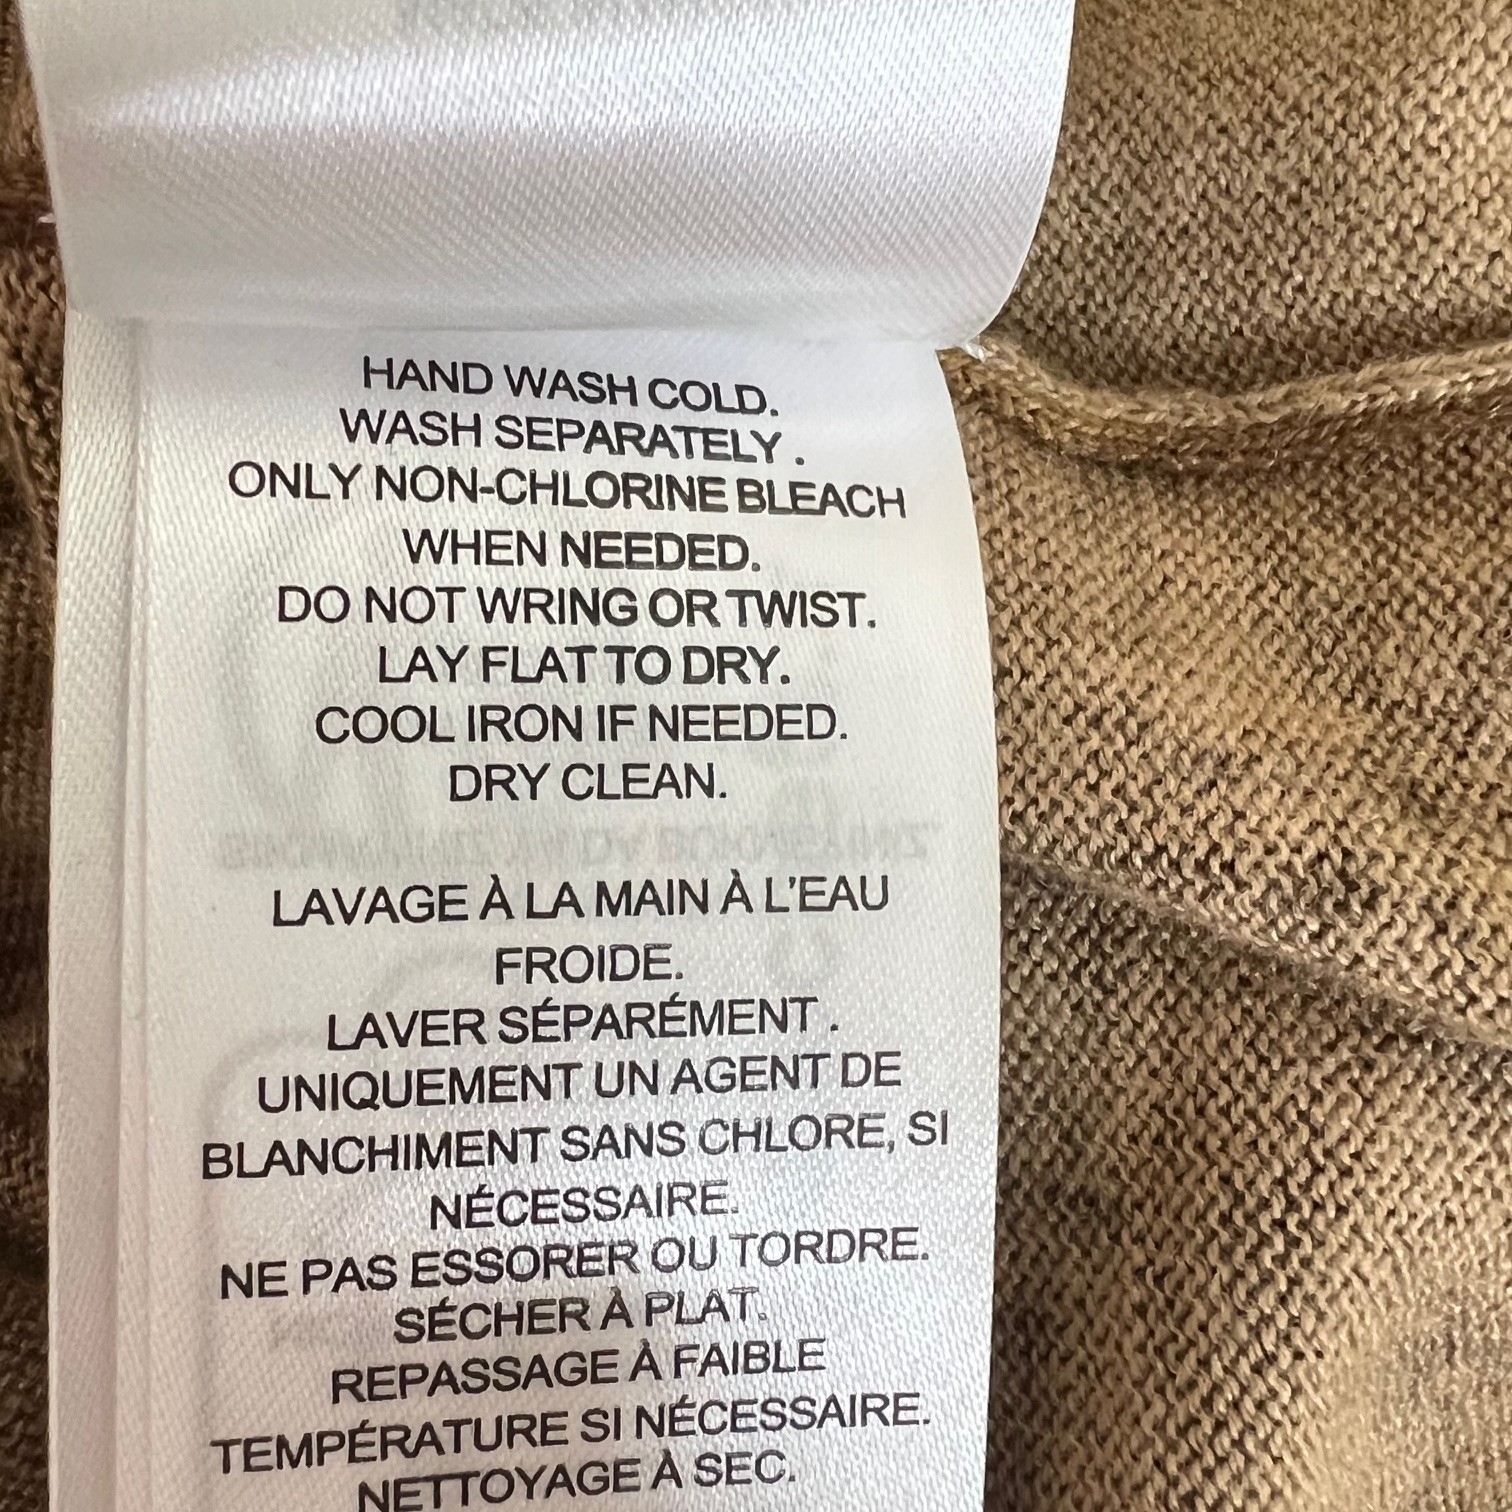 HAND WASH COLD.
WASH SEPARATELY .
ONLY NON-CHLORINE BLEACH
WHEN NEEDED.
DO NOT WRING OR TWIST.
LAY FLAT TO DRY.
COOL IRON IF NEEDED.
DRY CLEAN.
LAVAGE À LA MAIN À L'EAU
FROIDE.
LAVER SÉPARÉMENT .
UNIQUEMENT UN AGENT DE
BLANCHIMENT SANS CHLORE, SI
NÉCESSAIRE.
NE PAS ESSORER OU TORDRE.
SÉCHER À PLAT.
REPASSAGE À FAIBLE
TEMPÉRATURE SI NÉCESSAIRE.
NETTOYAGE À SEC.